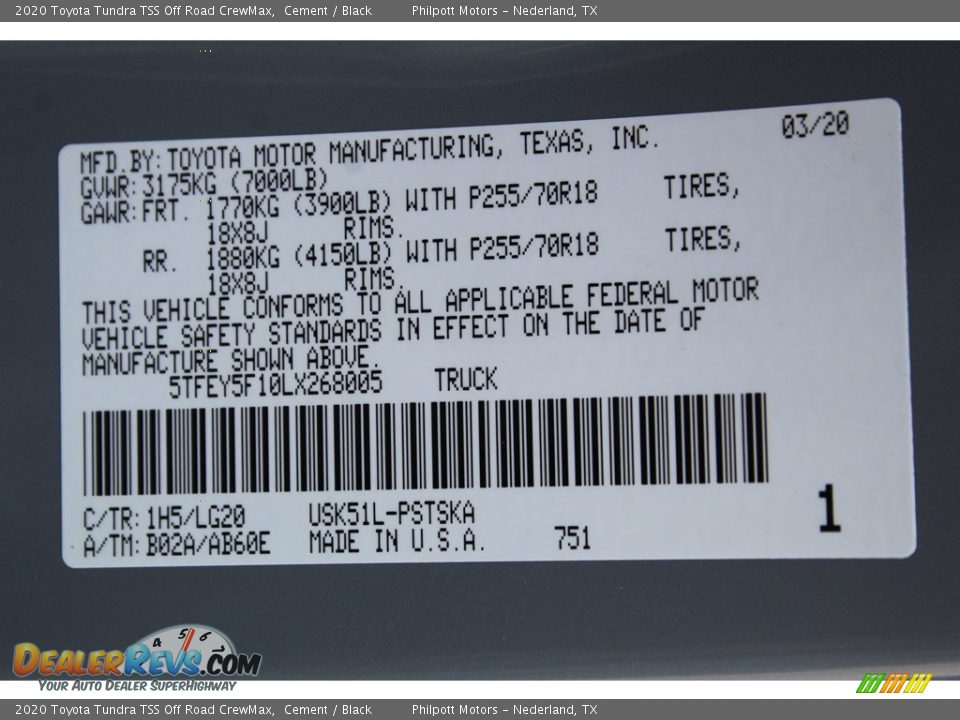 2020 Toyota Tundra TSS Off Road CrewMax, Cement / Black Philpott Motors – Nederland, TX
MFD.BY:TOYOTA MOTOR MANUFACTURING, TEXAS, INC. 03/20
GVWR:3175KG (7000LB)
GAWR:FRT. 1770KG (3900LB) WITH P255/70R18 TIRES,
18X8J RIMS.
RR. 1880KG (4150LB) WITH P255/70R18 TIRES,
18X8J RIMS.
THIS VEHICLE CONFORMS TO ALL APPLICABLE FEDERAL MOTOR
VEHICLE SAFETY STANDARDS IN EFFECT ON THE DATE OF
MANUFACTURE SHOWN ABOVE.
5TFEY5F10LX268005 TRUCK
C/TR:1H5/LG20 USK51L-PSTSKA
A/TM:B02A/AB60E MADE IN U.S.A. 751
1
4 5 6
DEALERREVS.COM
YOUR AUTO DEALER SUPERHIGHWAY
2020 Toyota Tundra TSS Off Road CrewMax, Cement / Black Philpott Motors – Nederland, TX